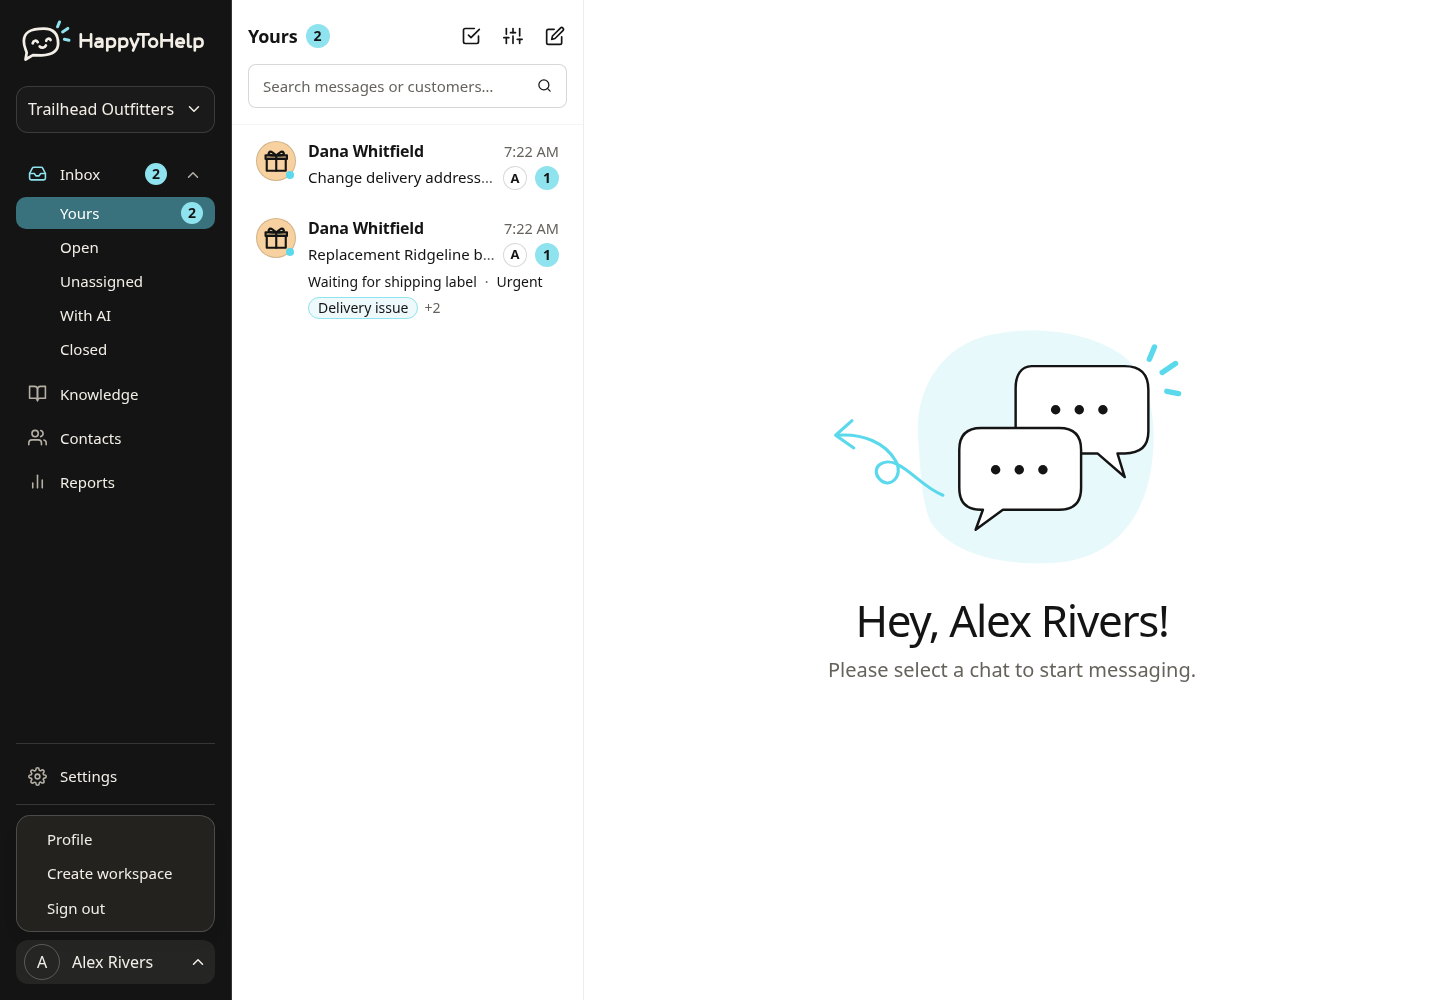 HappyToHelp
Trailhead Outfitters
Inbox 2
Yours 2
Open
Unassigned
With AI
Closed
Knowledge
Contacts
Reports
Settings
Profile
Create workspace
Sign out
A Alex Rivers
Yours 2
Search messages or customers...
Dana Whitfield 7:22 AM
Change delivery address... A 1
Dana Whitfield 7:22 AM
Replacement Ridgeline b... A 1
Waiting for shipping label · Urgent
Delivery issue +2
Hey, Alex Rivers!
Please select a chat to start messaging.